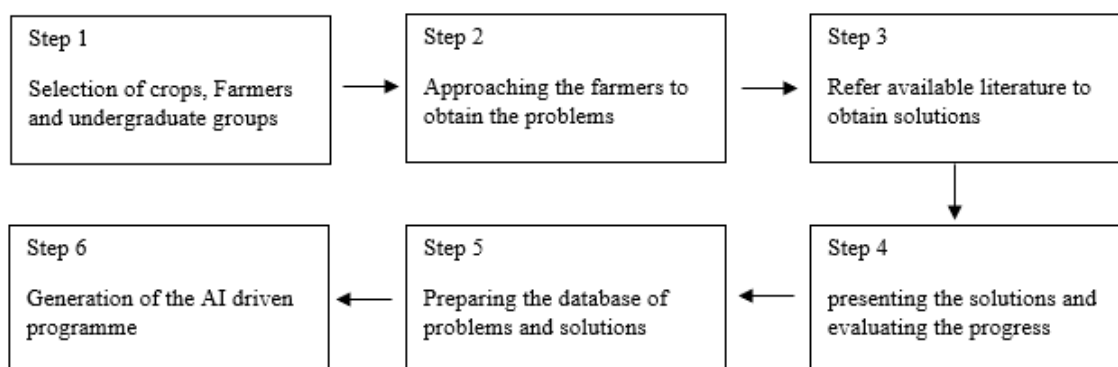 Step 1
Selection of crops, Farmers
and undergraduate groups
Step 2
Approaching the farmers to
obtain the problems
Step 3
Refer available literature to
obtain solutions
Step 4
presenting the solutions and
evaluating the progress
Step 5
Preparing the database of
problems and solutions
Step 6
Generation of the AI driven
programme